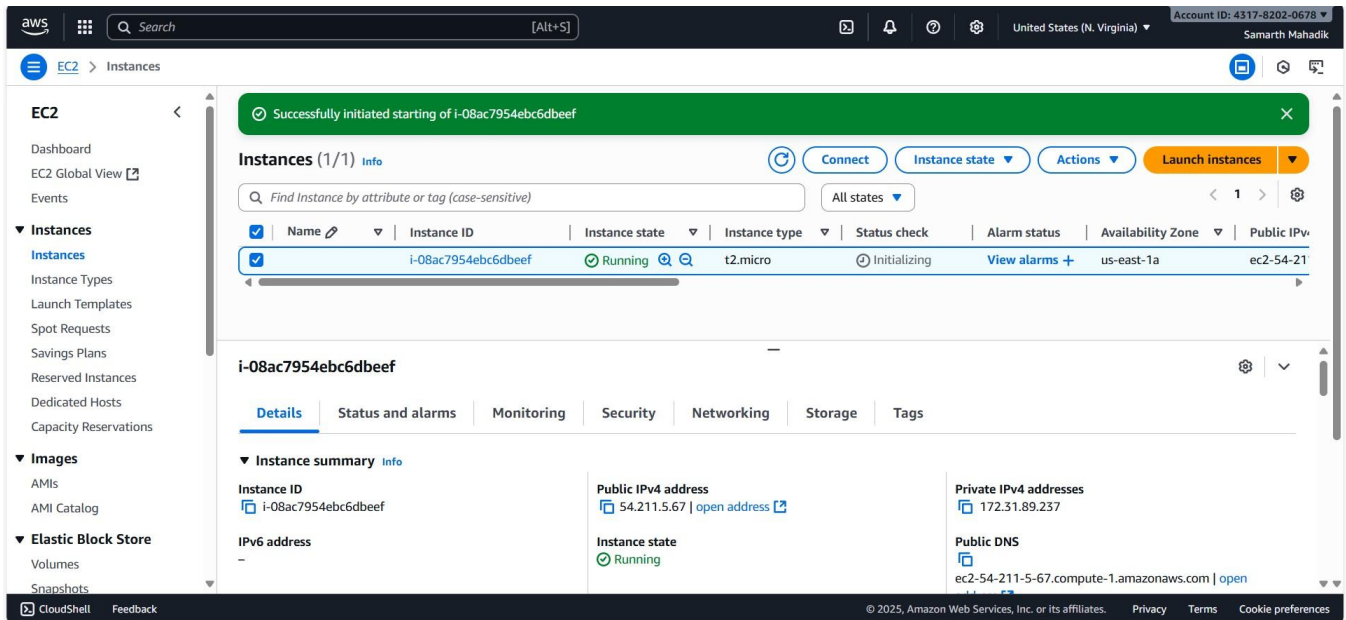 aws
Search [Alt+S]
United States (N. Virginia)
Account ID: 4317-8202-0678
Samarth Mahadik
EC2 > Instances
EC2
Dashboard
EC2 Global View
Events
Instances
Instances
Instance Types
Launch Templates
Spot Requests
Savings Plans
Reserved Instances
Dedicated Hosts
Capacity Reservations
Images
AMIs
AMI Catalog
Elastic Block Store
Volumes
Snapshots
Successfully initiated starting of i-08ac7954ebc6dbeef
Instances (1/1) Info
Connect
Instance state
Actions
Launch instances
Find Instance by attribute or tag (case-sensitive)
All states
1
Name Instance ID Instance state Instance type Status check Alarm status Availability Zone Public IPv
i-08ac7954ebc6dbeef Running t2.micro Initializing View alarms + us-east-1a ec2-54-21
i-08ac7954ebc6dbeef
Details Status and alarms Monitoring Security Networking Storage Tags
Instance summary Info
Instance ID
i-08ac7954ebc6dbeef
Public IPv4 address
54.211.5.67 | open address
Private IPv4 addresses
172.31.89.237
IPv6 address
–
Instance state
Running
Public DNS
ec2-54-211-5-67.compute-1.amazonaws.com | open
CloudShell Feedback
© 2025, Amazon Web Services, Inc. or its affiliates. Privacy Terms Cookie preferences